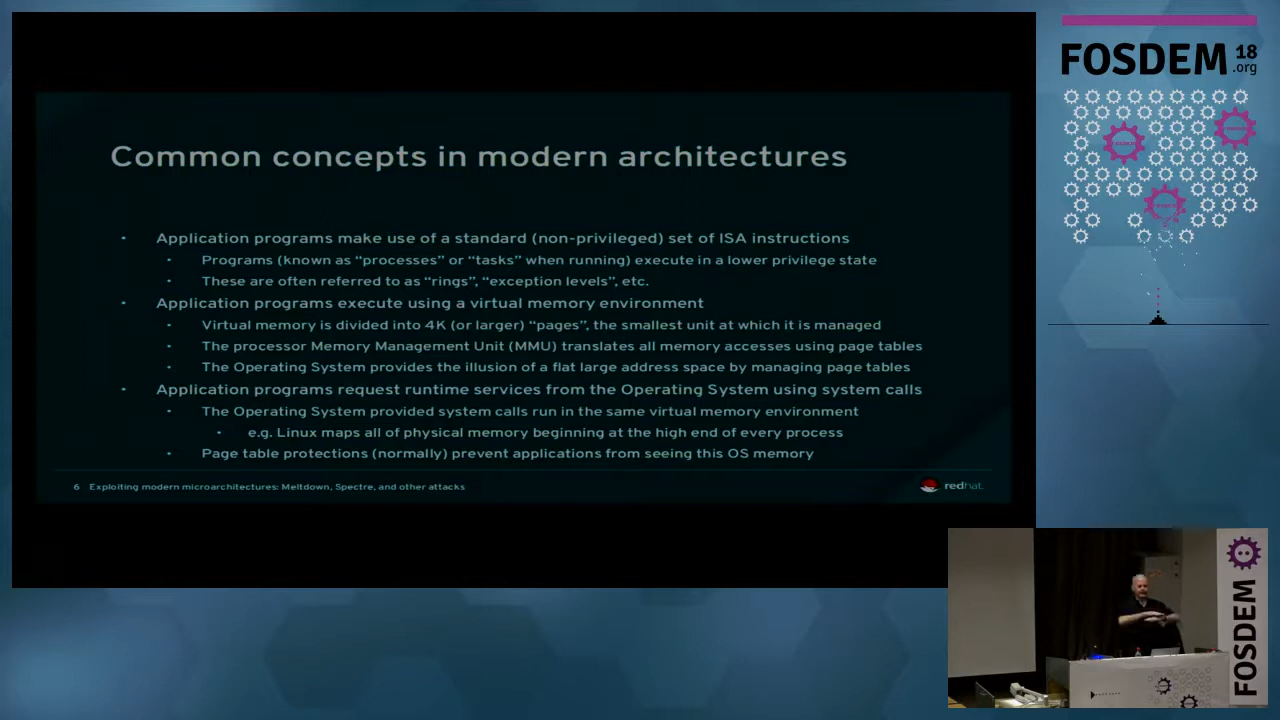 FOSDEM 18
.org
Common concepts in modern architectures
• Application programs make use of a standard (non-privileged) set of ISA instructions
• Programs (known as “processes” or “tasks” when running) execute in a lower privilege state
• These are often referred to as “rings”, “exception levels”, etc.
• Application programs execute using a virtual memory environment
• Virtual memory is divided into 4K (or larger) “pages”, the smallest unit at which it is managed
• The processor Memory Management Unit (MMU) translates all memory accesses using page tables
• The Operating System provides the illusion of a flat large address space by managing page tables
• Application programs request runtime services from the Operating System using system calls
• The Operating System provided system calls run in the same virtual memory environment
• e.g. Linux maps all of physical memory beginning at the high end of every process
• Page table protections (normally) prevent applications from seeing this OS memory
6 Exploiting modern microarchitectures: Meltdown, Spectre, and other attacks
redhat.
FOSDEM